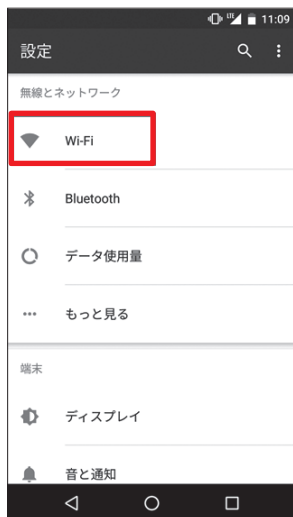 LTE 11:09
設定
無線とネットワーク
Wi-Fi
Bluetooth
データ使用量
もっと見る
端末
ディスプレイ
音と通知